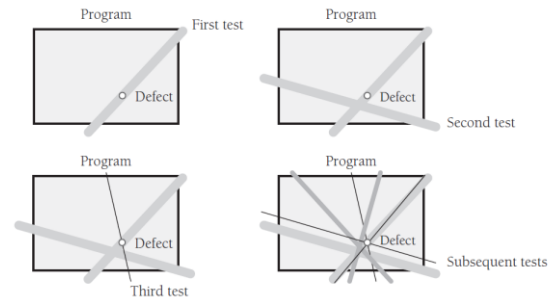 Program
First test
Defect
Program
Defect
Second test
Program
Defect
Third test
Program
Defect
Subsequent tests